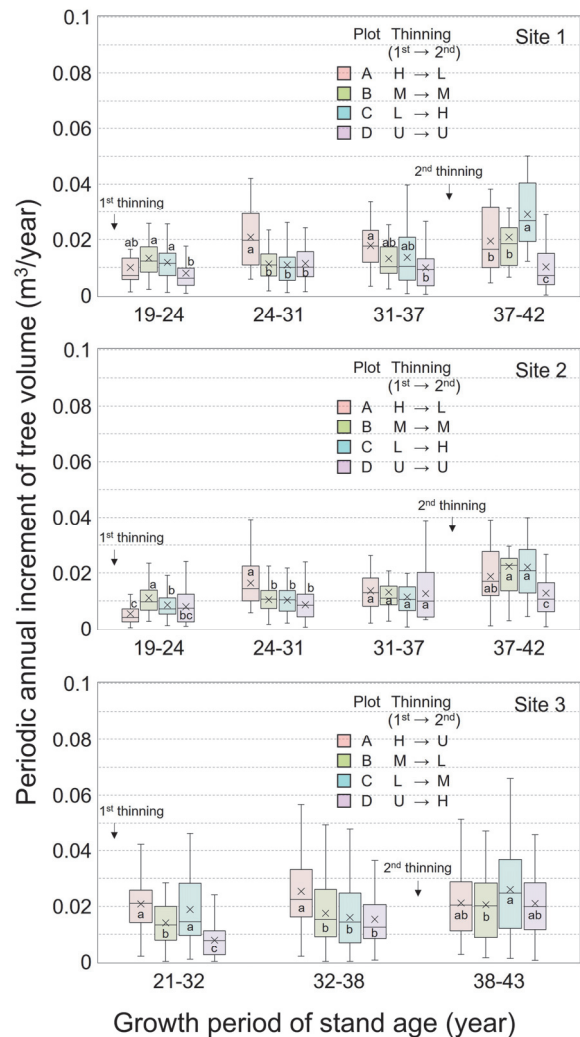 Periodic annual increment of tree volume (m³/year)
0.1
0.08
0.06
0.04
0.02
0
Site 1
Plot Thinning
(1st → 2nd)
A H → L
B M → M
C L → H
D U → U
1st thinning
2nd thinning
ab a a b
a b b b
a ab ab b
b b a c
19-24 24-31 31-37 37-42
0.1
0.08
0.06
0.04
0.02
0
Site 2
Plot Thinning
(1st → 2nd)
A H → L
B M → M
C L → H
D U → U
1st thinning
2nd thinning
c a b bc
a b b b
a a a a
ab a a c
19-24 24-31 31-37 37-42
0.1
0.08
0.06
0.04
0.02
0
Site 3
Plot Thinning
(1st → 2nd)
A H → U
B M → L
C L → M
D U → H
1st thinning
2nd thinning
a b a c
a b b b
ab b a ab
21-32 32-38 38-43
Growth period of stand age (year)